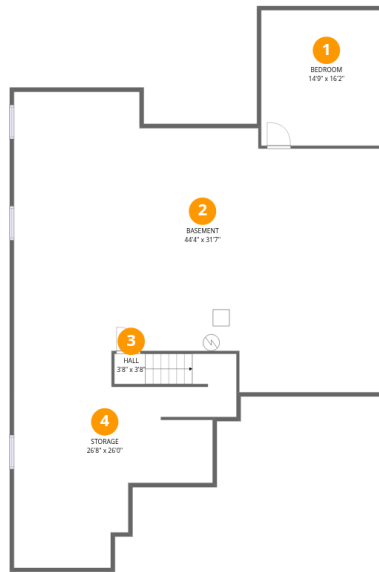 1
BEDROOM
14'9" x 16'2"
2
BASEMENT
44'4" x 31'7"
3
HALL
3'8" x 3'8"
4
STORAGE
26'8" x 26'0"